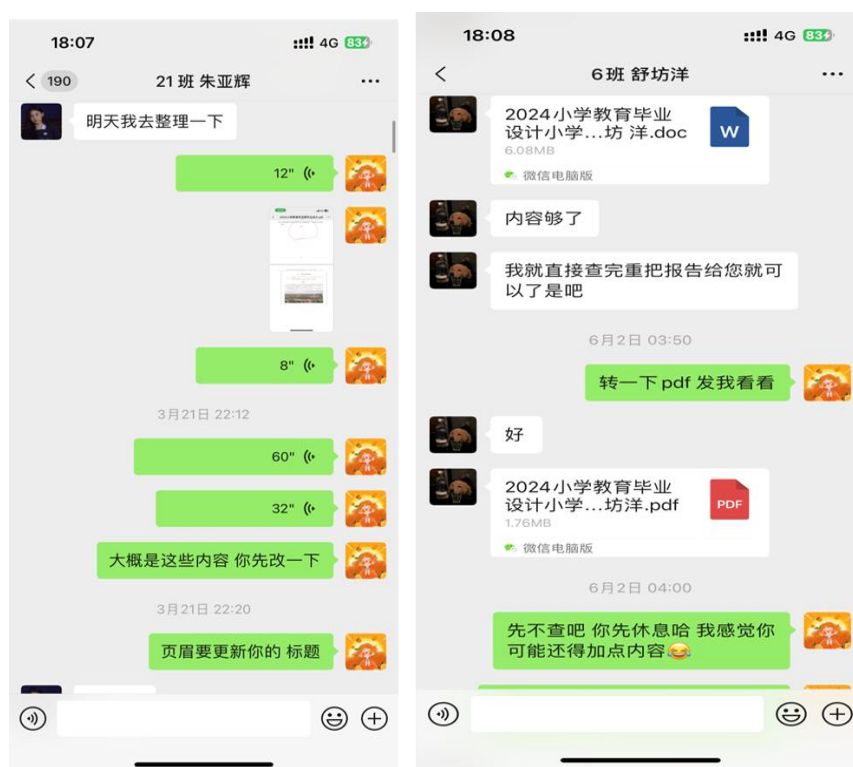 18:07
4G 83
190
21班 朱亚辉
明天我去整理一下
12"
8"
3月21日 22:12
60"
32"
大概是这些内容 你先改一下
3月21日 22:20
页眉要更新你的 标题
18:08
4G 83
6班 舒坊洋
2024小学教育毕业
设计小学...坊 洋.doc
W
6.08MB
微信电脑版
内容够了
我就直接查完重把报告给您就可
以了是吧
6月2日 03:50
转一下pdf 发我看看
好
2024小学教育毕业
设计小学...坊洋.pdf
PDF
1.76MB
微信电脑版
6月2日 04:00
先不查吧 你先休息哈 我感觉你
可能还得加点内容😂